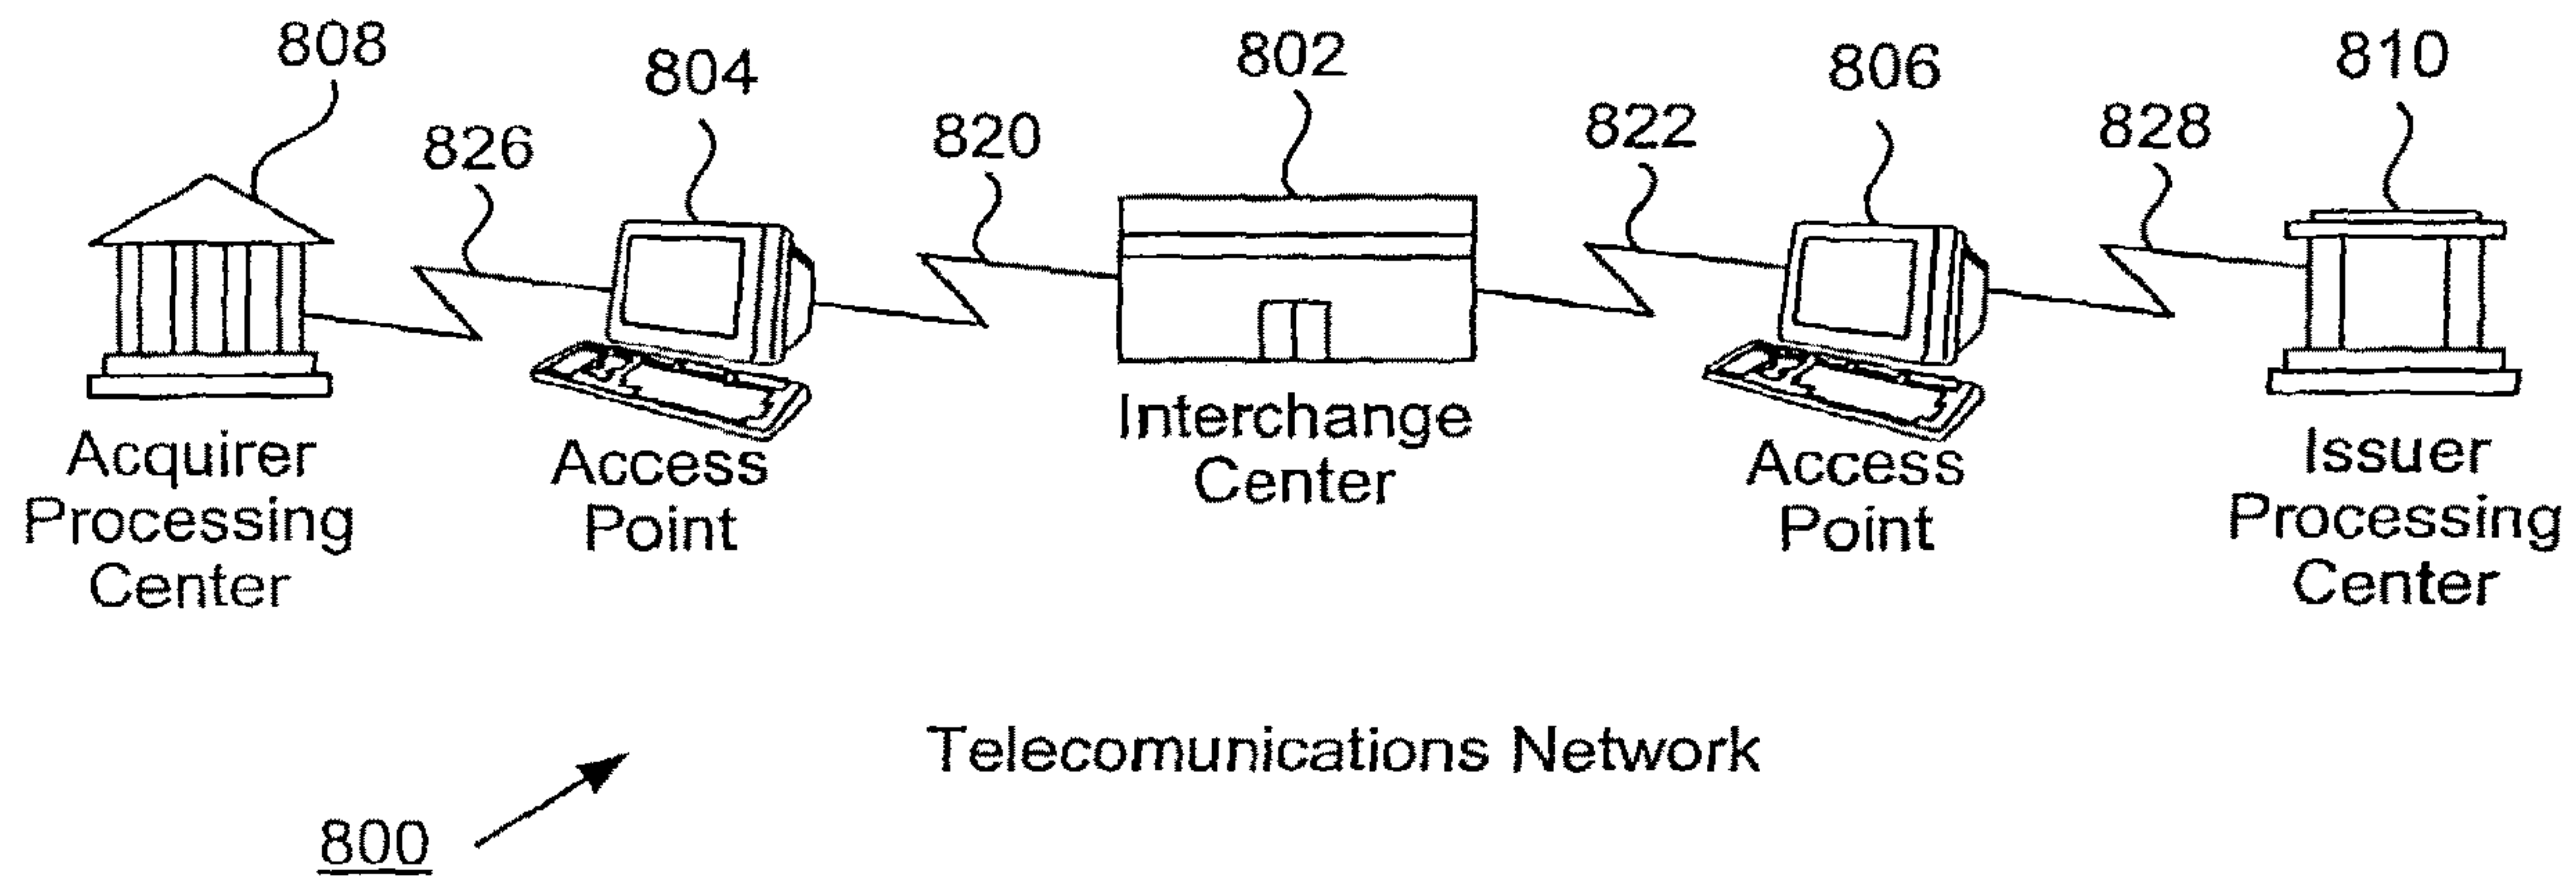 808
804
802
806
810
826
820
822
828
Acquirer
Processing
Center
Access
Point
Interchange
Center
Access
Point
Issuer
Processing
Center
Telecomunications Network
800